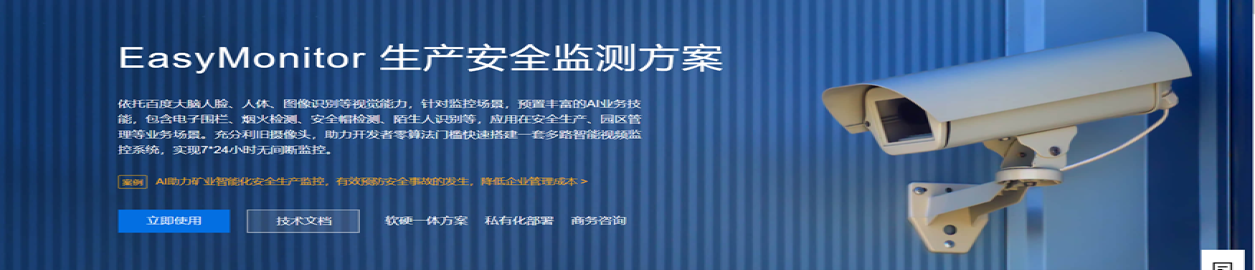 EasyMonitor 生产安全监测方案
依托百度大脑人脸、人体、图像识别等视觉能力，针对监控场景，预置丰富的AI业务技
能，包含电子围栏、烟火检测、安全帽检测、陌生人识别等，应用在安全生产、园区管
理等业务场景。充分利旧摄像头，助力开发者零算法门槛快速搭建一套多路智能视频监
控系统，实现7*24小时无间断监控。
案例 AI助力矿业智能化安全生产监控，有效预防安全事故的发生，降低企业管理成本 >
立即使用 技术文档 软硬一体方案 私有化部署 商务咨询